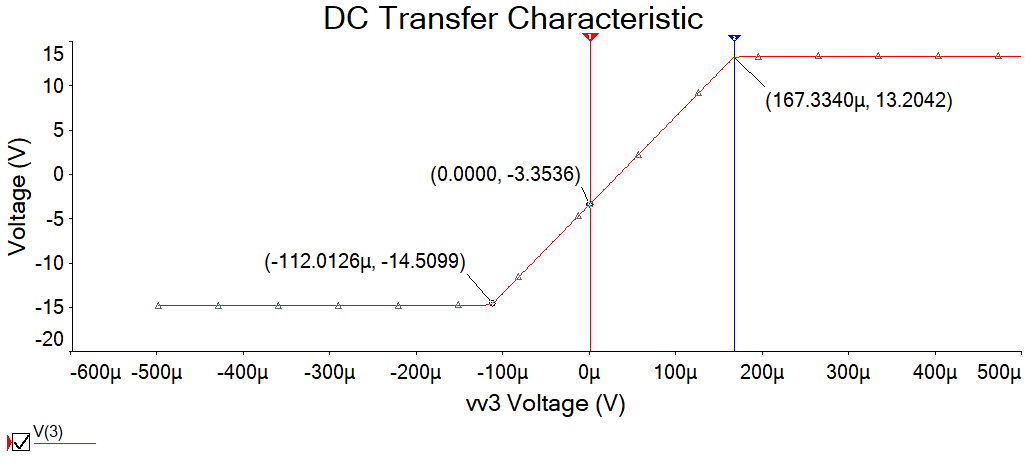 DC Transfer Characteristic
1
2
15
10
5
0
-5
-10
-15
-20
Voltage (V)
(167.3340µ, 13.2042)
(0.0000, -3.3536)
(-112.0126µ, -14.5099)
-600µ -500µ -400µ -300µ -200µ -100µ 0µ 100µ 200µ 300µ 400µ 500µ
vv3 Voltage (V)
V(3)